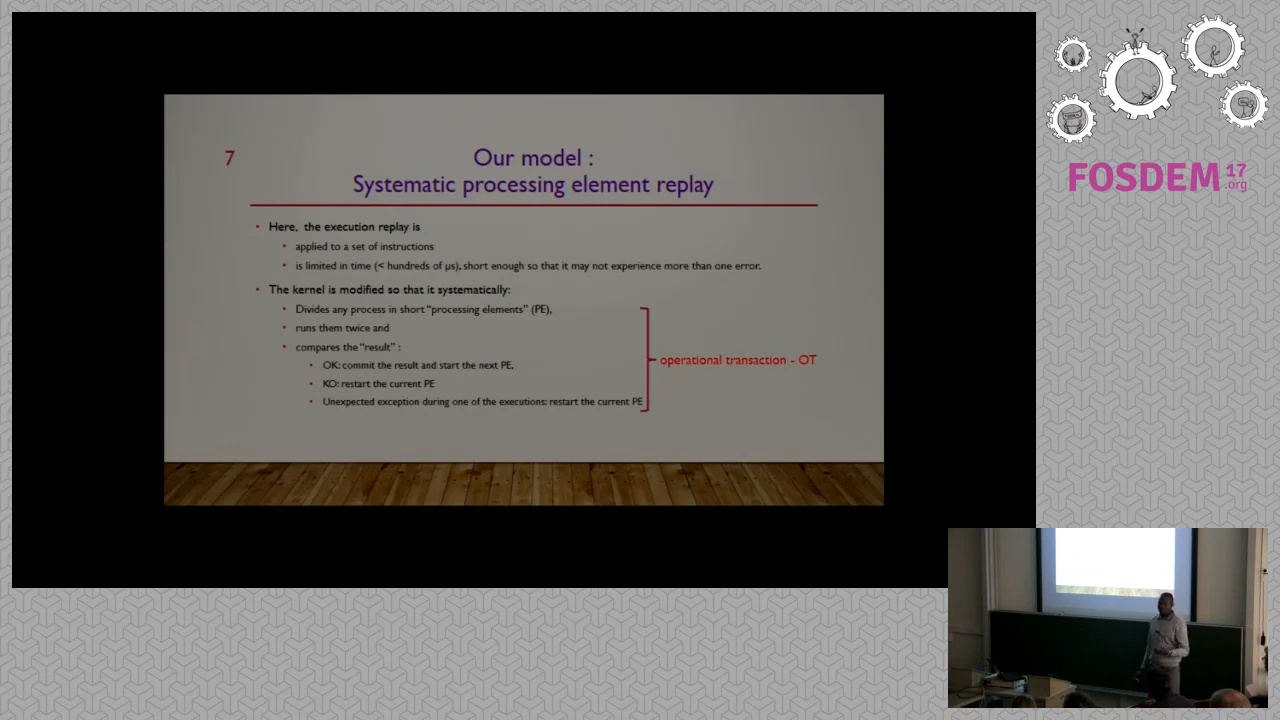 7
Our model :
Systematic processing element replay
• Here, the execution replay is
• applied to a set of instructions
• is limited in time (< hundreds of µs), short enough so that it may not experience more than one error.
• The kernel is modified so that it systematically:
• Divides any process in short “processing elements” (PE),
• runs them twice and
• compares the “result” :
• OK: commit the result and start the next PE,
• KO: restart the current PE
• Unexpected exception during one of the executions: restart the current PE
operational transaction - OT
FOSDEM 17
.org